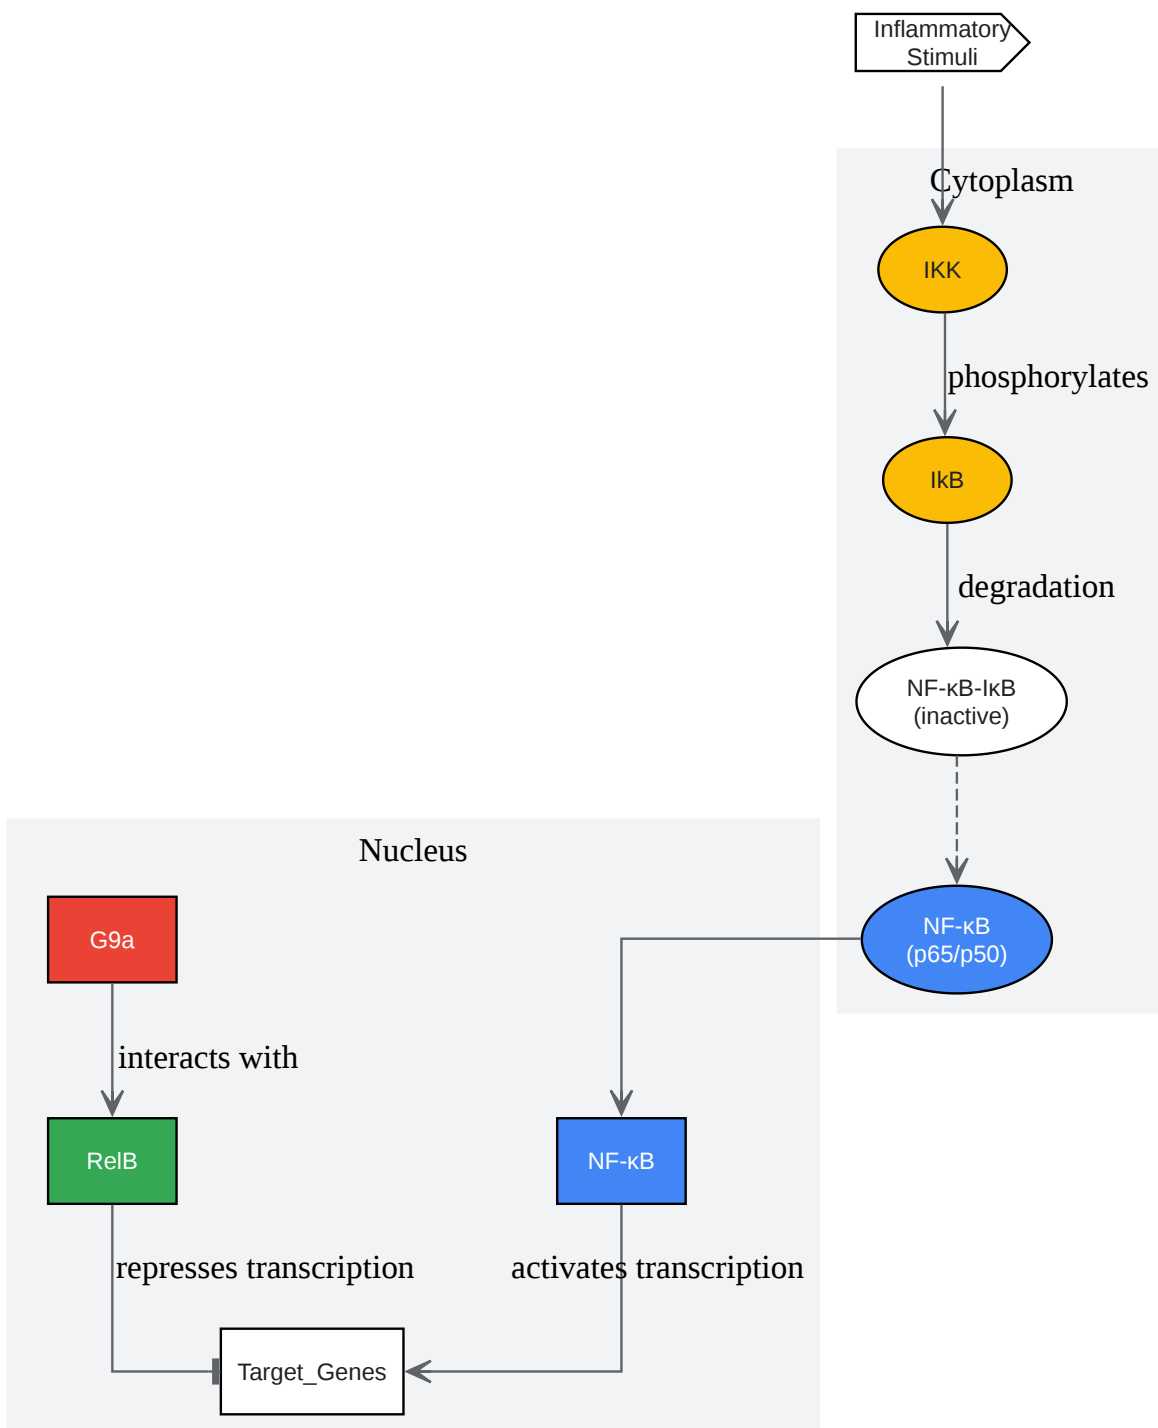 Inflammatory
Stimuli
Cytoplasm
IKK
phosphorylates
IkB
degradation
NF-κB-IκB
(inactive)
NF-κB
(p65/p50)
Nucleus
G9a
interacts with
RelB
NF-κB
represses transcription
activates transcription
Target_Genes